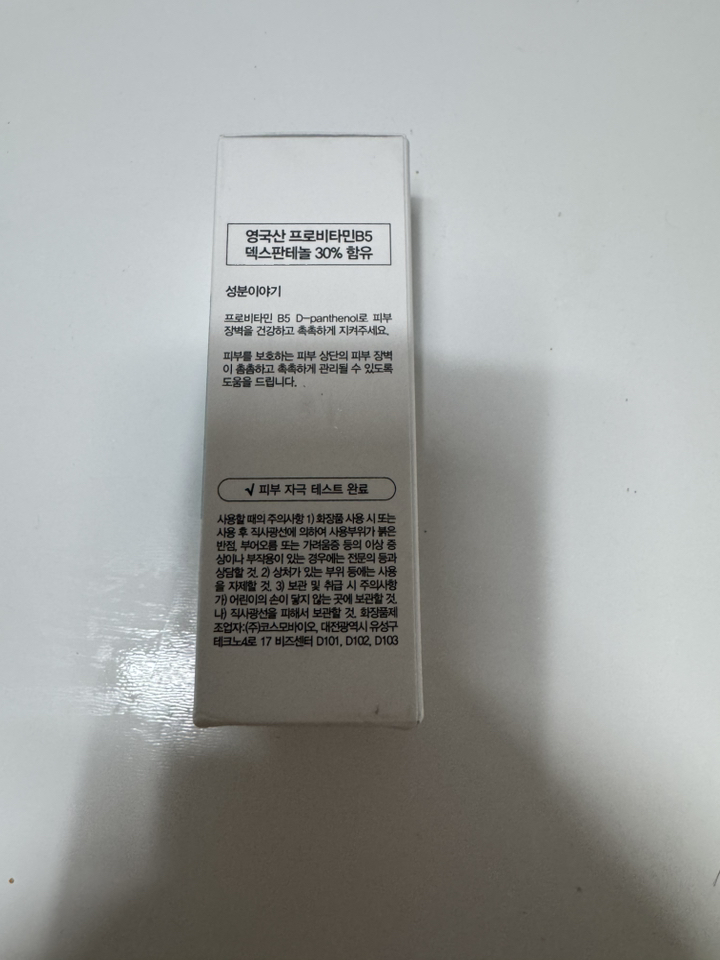 영국산 프로비타민B5
덱스판테놀 30% 함유
성분이야기
프로비타민 B5 D-panthenol로 피부
장벽을 건강하고 촉촉하게 지켜주세요.
피부를 보호하는 피부 상단의 피부 장벽
이 촘촘하고 촉촉하게 관리될 수 있도록
도움을 드립니다.
√ 피부 자극 테스트 완료
사용할 때의 주의사항 1) 화장품 사용 시 또는
사용 후 직사광선에 의하여 사용부위가 붉은
반점, 부어오름 또는 가려움증 등의 이상 증
상이나 부작용이 있는 경우에는 전문의 등과
상담할 것, 2) 상처가 있는 부위 등에는 사용
을 자제할 것, 3) 보관 및 취급 시 주의사항
가) 어린이의 손이 닿지 않는 곳에 보관할 것,
나) 직사광선을 피해서 보관할 것, 화장품제
조업자:(주)코스모바이오, 대전광역시 유성구
테크노4로 17 비즈센터 D101, D102, D103